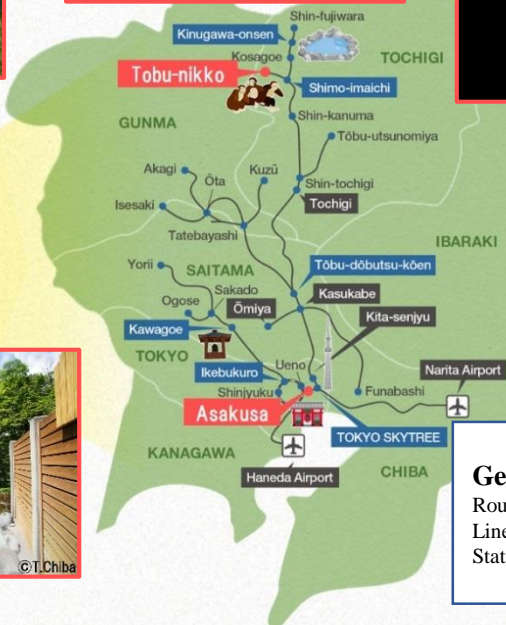 Shin-fujiwara
Kinugawa-onsen
Kosagoe
TOCHIGI
Tobu-nikko
Shimo-imaichi
GUNMA
Shin-kanuma
Tōbu-utsunomiya
Akagi
Ōta
Kuzū
Shin-tochigi
Isesaki
Tochigi
Tatebayashi
IBARAKI
Yorii
SAITAMA
Tōbu-dōbutsu-kōen
Sakado
Kasukabe
Ogose
Ōmiya
Kita-senjyu
Kawagoe
TOKYO
Ueno
Ikebukuro
Narita Airport
Shinjyuku
Funabashi
Asakusa
TOKYO SKYTREE
KANAGAWA
Haneda Airport
CHIBA
Ge
Rou
Line
Stat
©T.Chiba